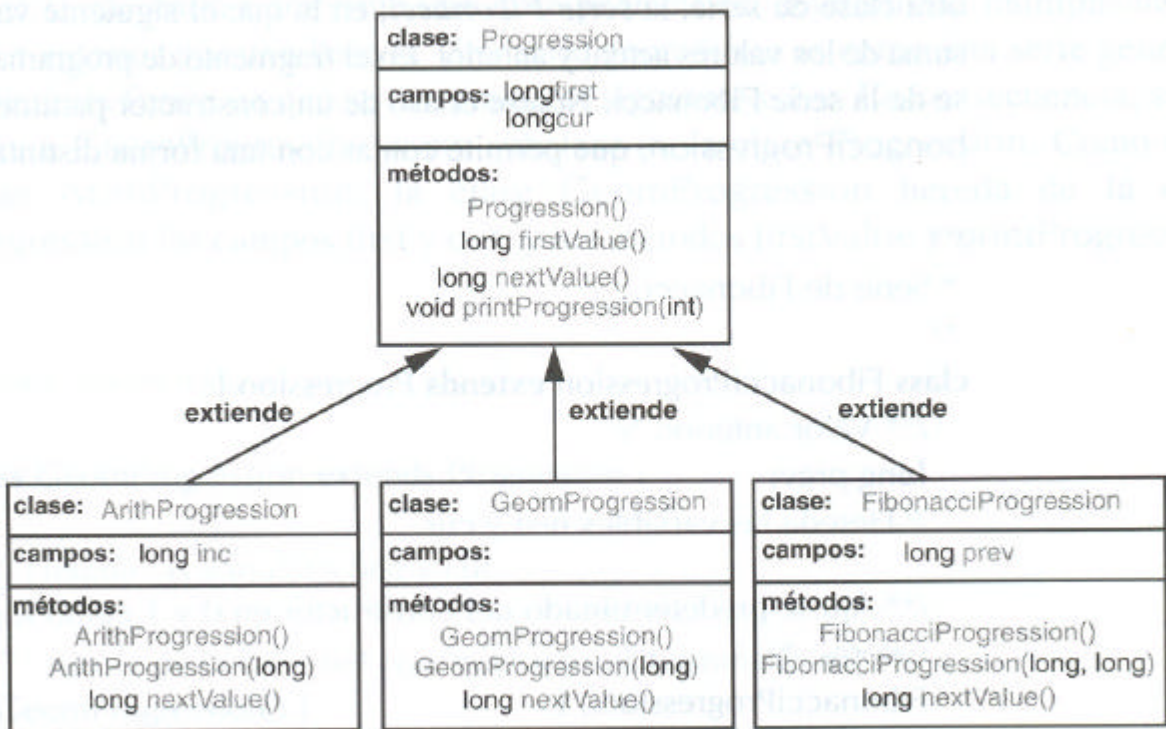 clase: Progression
campos: longfirst
longcur
métodos:
Progression()
long firstValue()
long nextValue()
void printProgression(int)
extiende
extiende
extiende
clase: ArithProgression
campos: long inc
métodos:
ArithProgression()
ArithProgression(long)
long nextValue()
clase: GeomProgression
campos:
métodos:
GeomProgression()
GeomProgression(long)
long nextValue()
clase: FibonacciProgression
campos: long prev
métodos:
FibonacciProgression()
FibonacciProgression(long, long)
long nextValue()